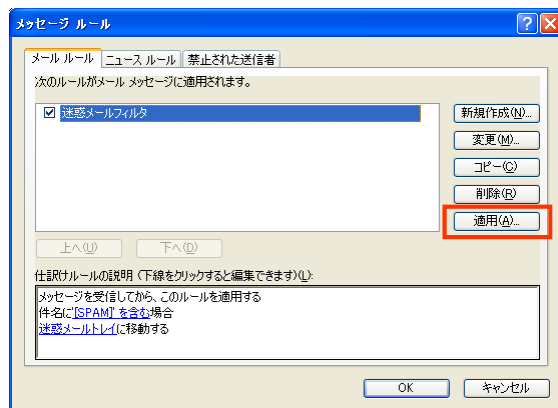 メッセージ ルール
メール ルール ニュース ルール 禁止された送信者
次のルールがメール メッセージに適用されます。
迷惑メールフィルタ
新規作成(N)...
変更(M)...
コピー(C)
削除(R)
適用(A)...
上へ(U) 下へ(D)
仕訳けルールの説明 (下線をクリックすると編集できます)(L):
メッセージを受信してから、このルールを適用する
件名に'[SPAM]' を含む場合
迷惑メールトレイに移動する
OK キャンセル